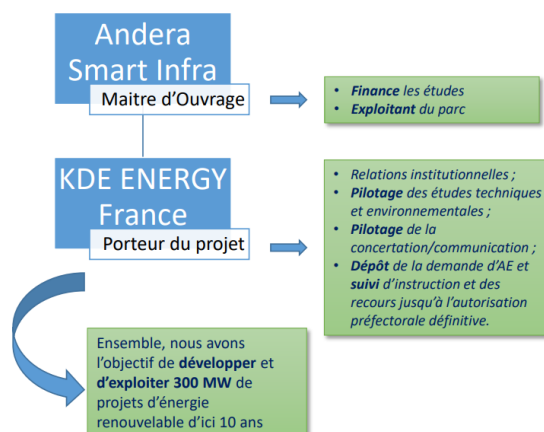 Andera
Smart Infra
Maitre d'Ouvrage
• Finance les études
• Exploitant du parc
KDE ENERGY
France
Porteur du projet
• Relations institutionnelles ;
• Pilotage des études techniques
et environnementales ;
• Pilotage de la
concertation/communication ;
• Dépôt de la demande d'AE et
suivi d'instruction et des
recours jusqu'à l'autorisation
préfectorale définitive.
Ensemble, nous avons
l'objectif de développer et
d'exploiter 300 MW de
projets d'énergie
renouvelable d'ici 10 ans